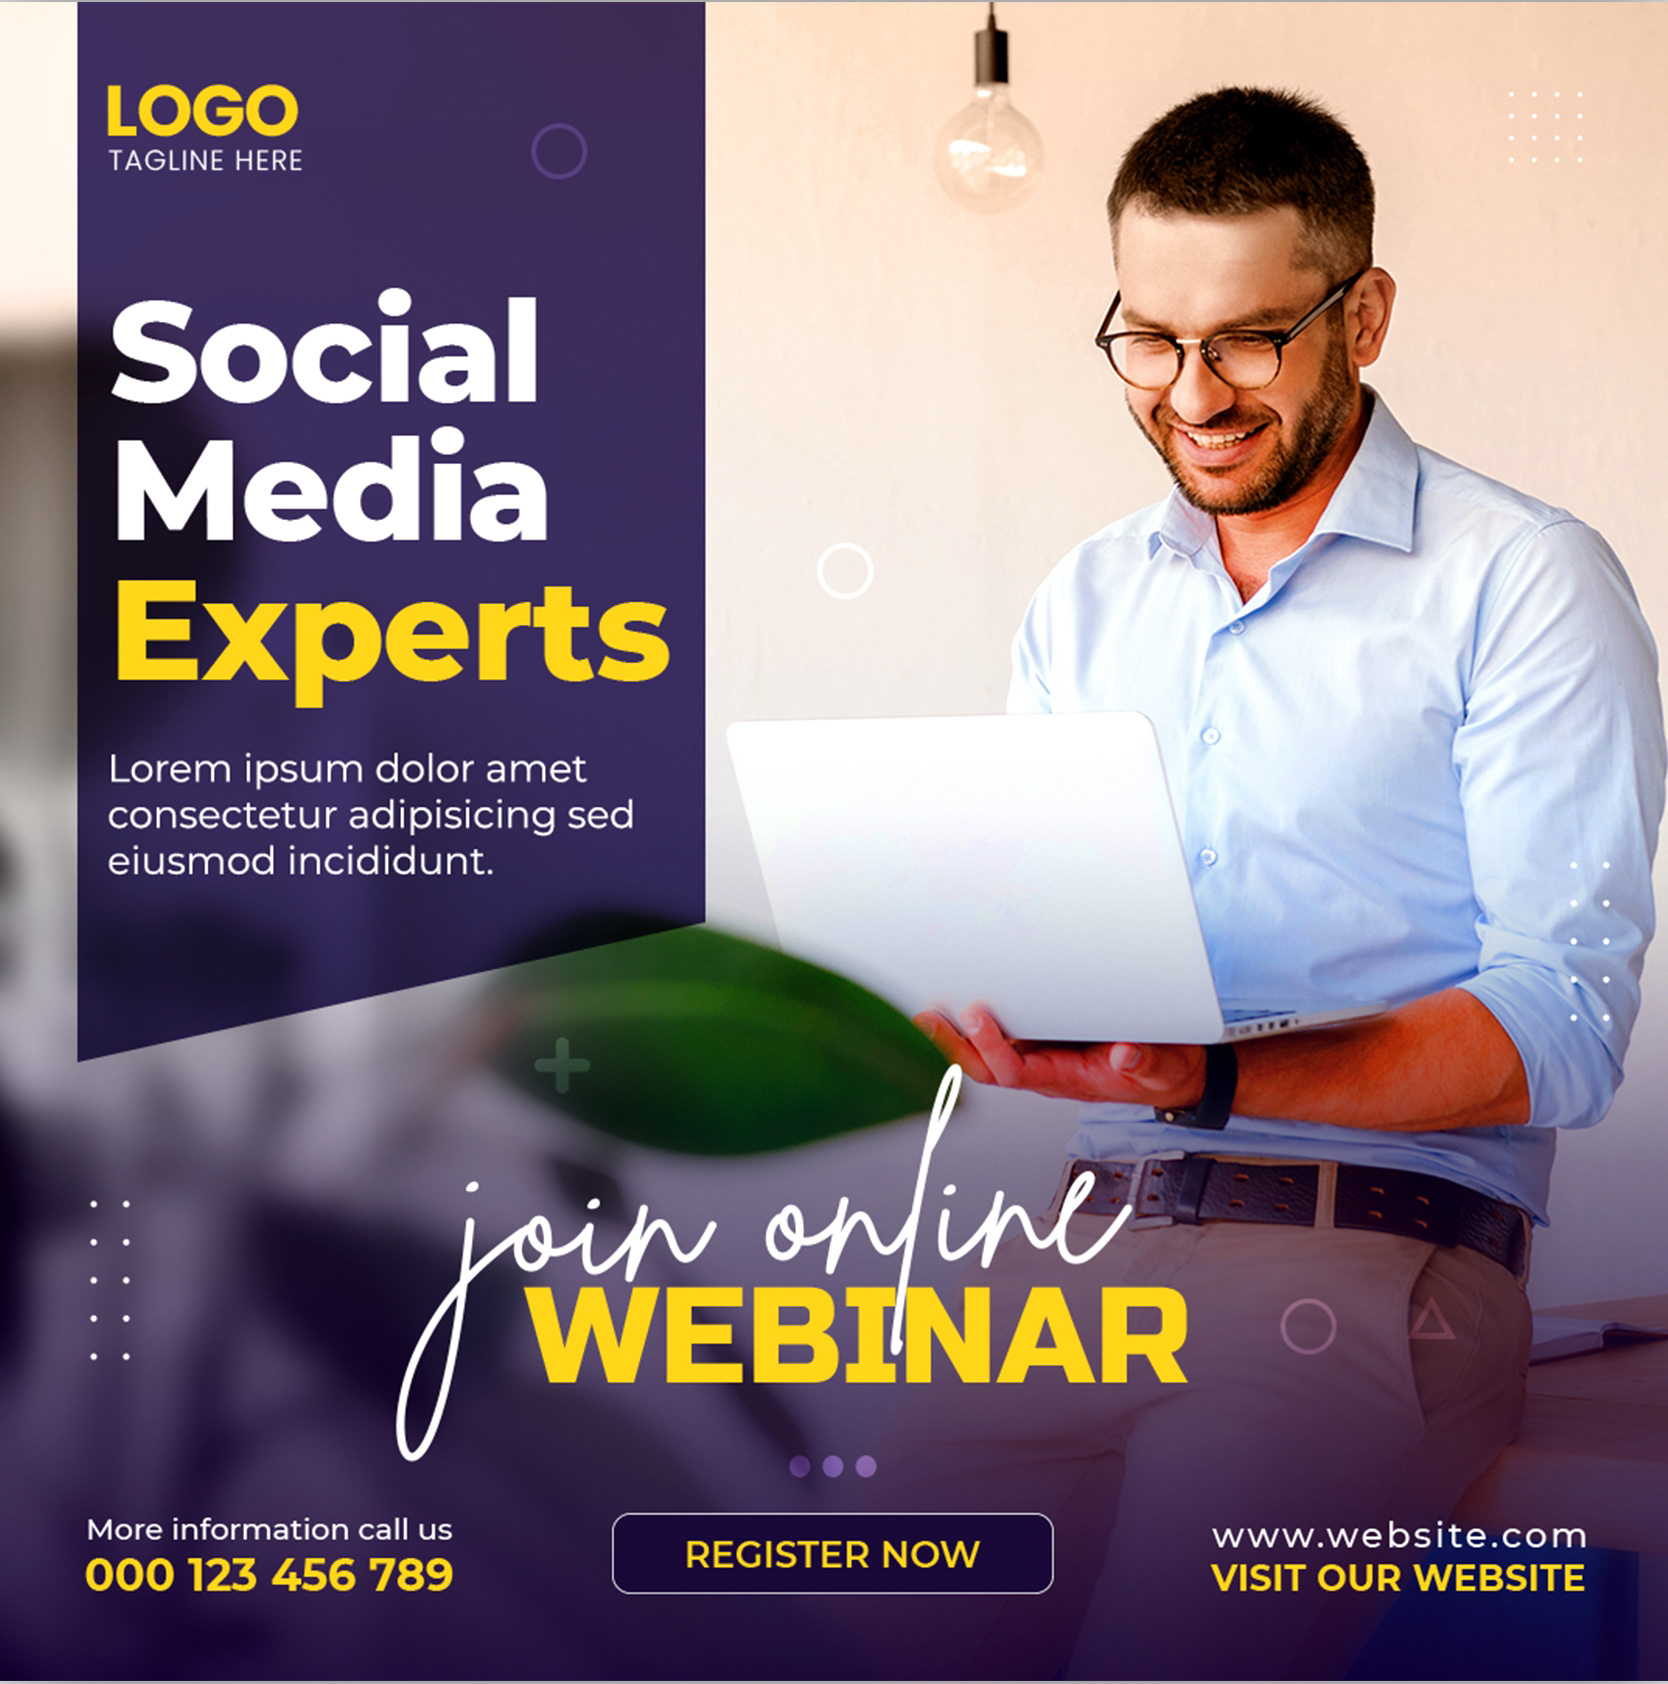 LOGO
TAGLINE HERE
Social
Media
Experts
Lorem ipsum dolor amet
consectetur adipisicing sed
eiusmod incididunt.
join online
WEBINAR
More information call us
000 123 456 789
REGISTER NOW
www.website.com
VISIT OUR WEBSITE